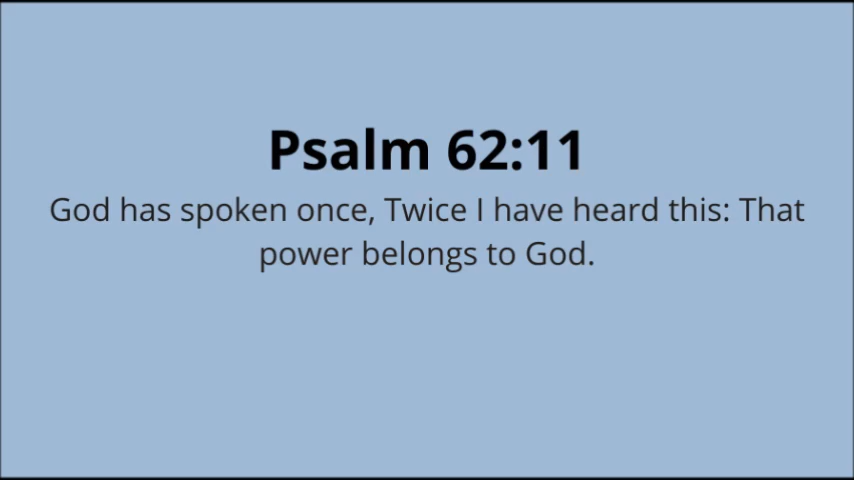 Psalm 62:11
God has spoken once, Twice I have heard this: That
power belongs to God.